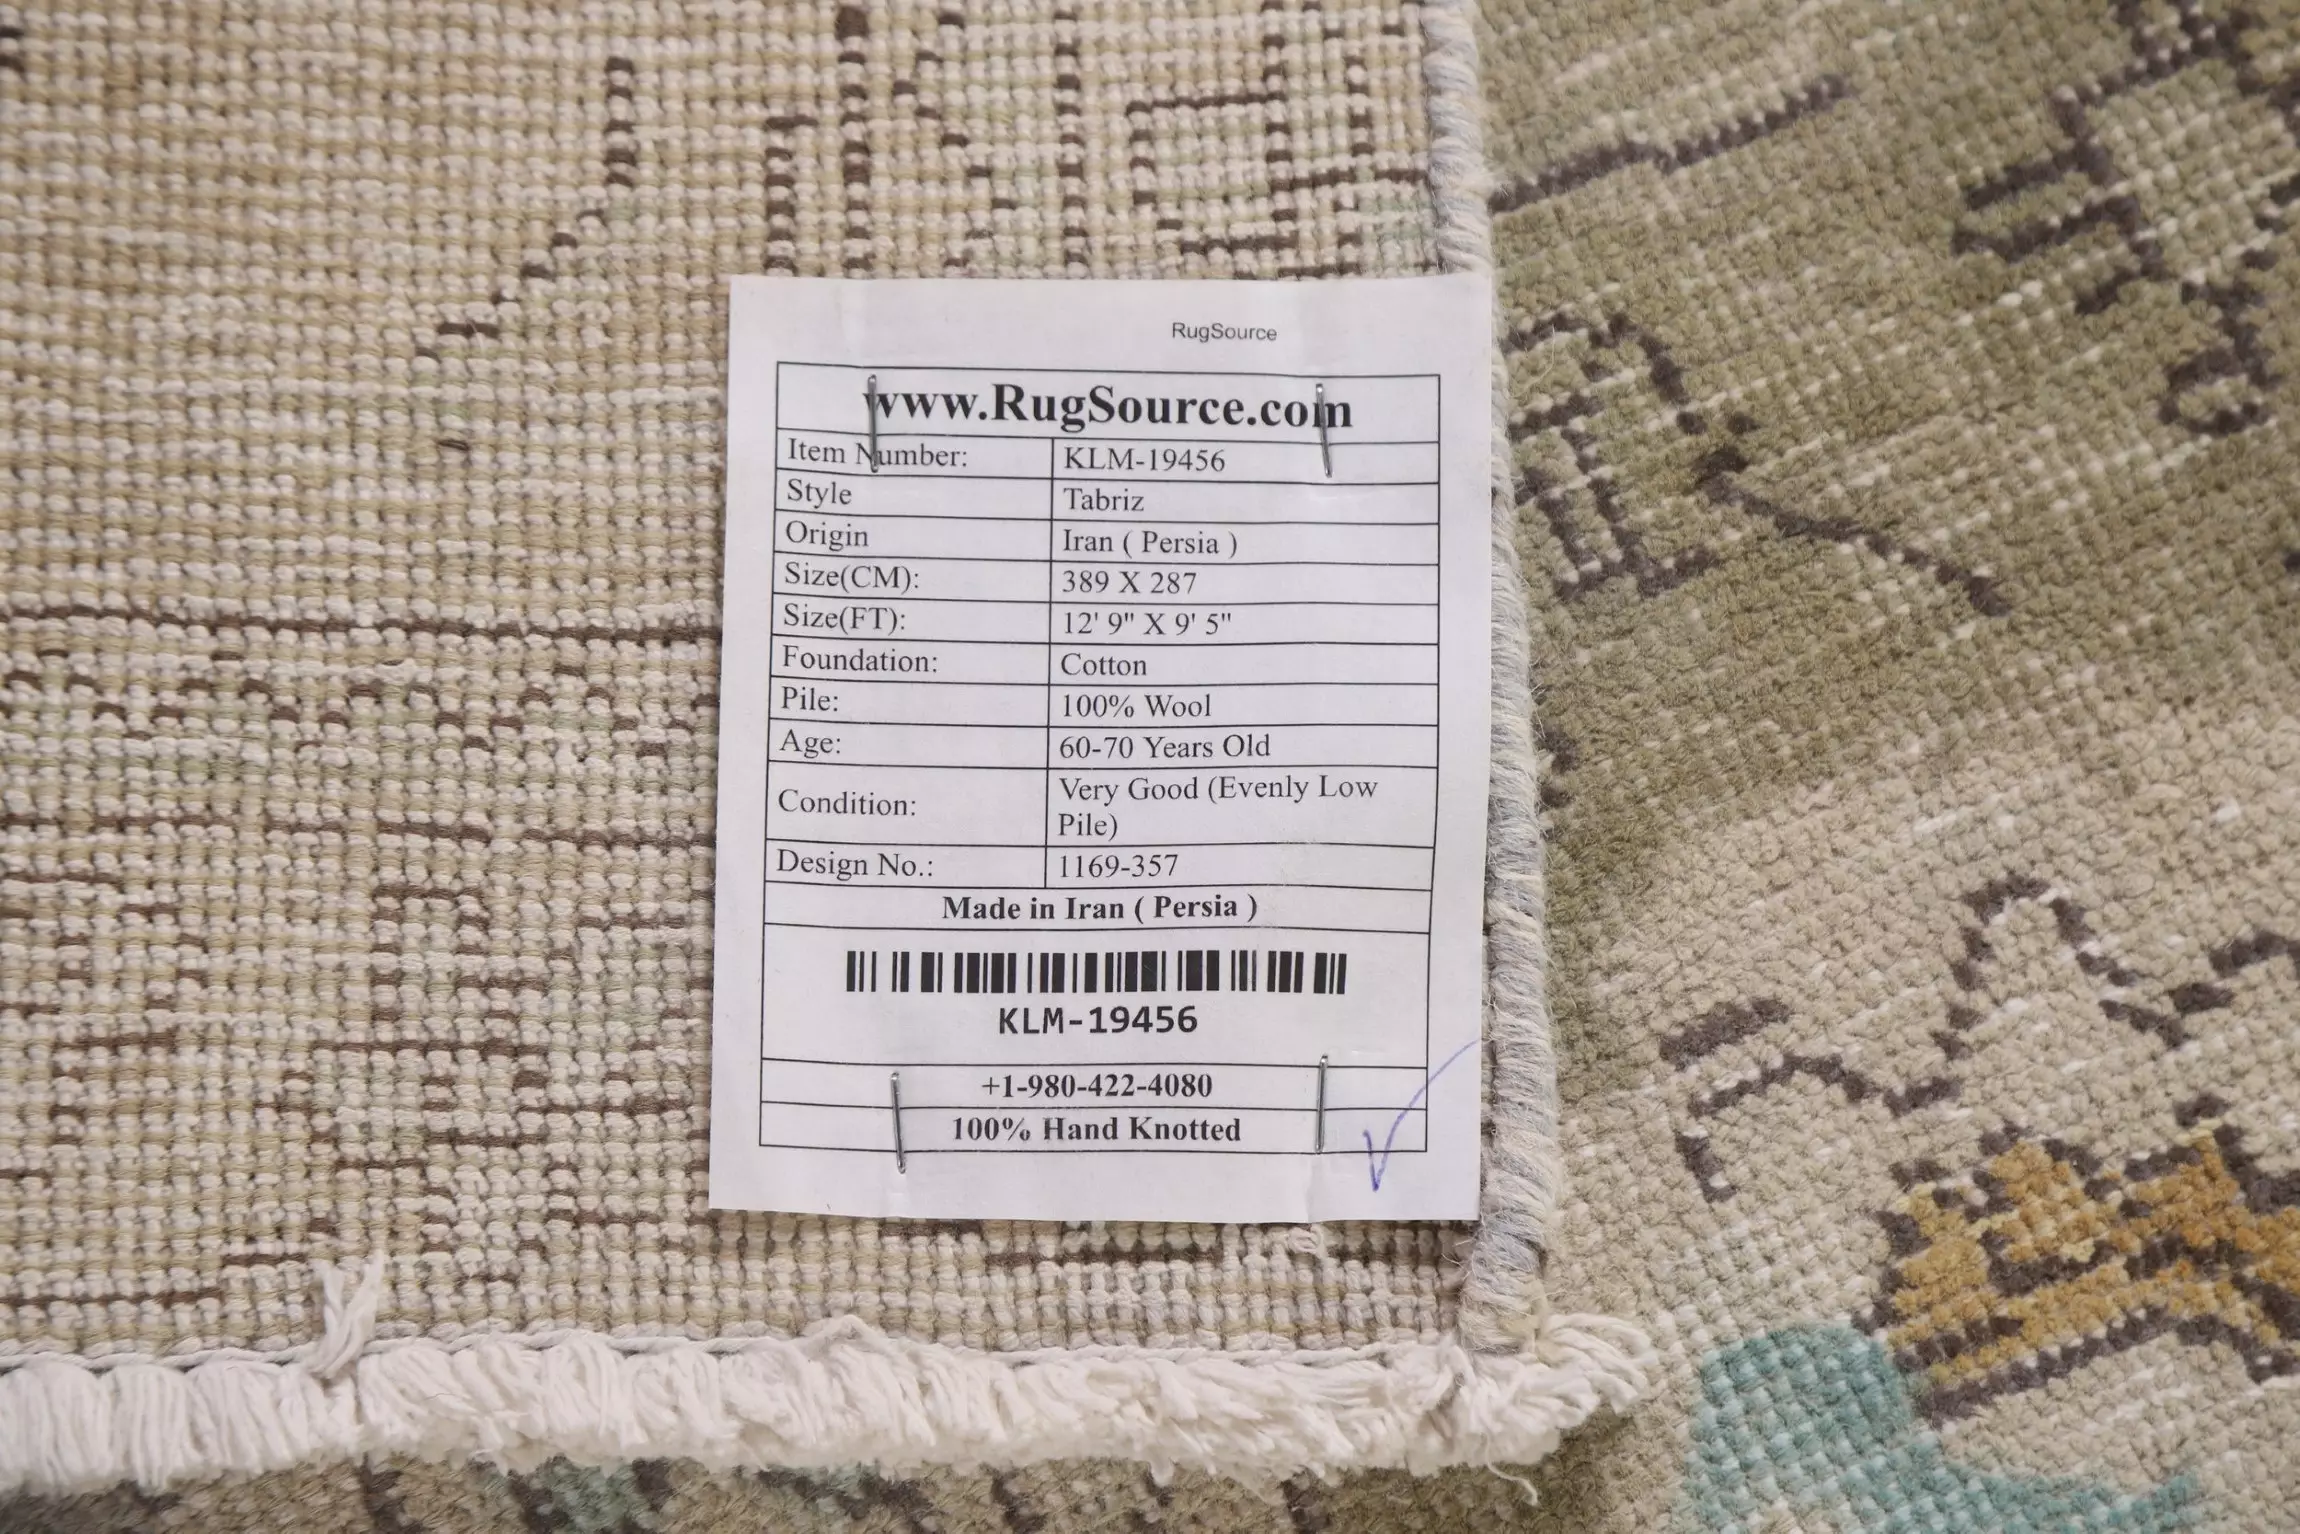 RugSource
www.RugSource.com
Item Number: KLM-19456
Style Tabriz
Origin Iran ( Persia )
Size(CM): 389 X 287
Size(FT): 12' 9" X 9' 5"
Foundation: Cotton
Pile: 100% Wool
Age: 60-70 Years Old
Condition: Very Good (Evenly Low
Pile)
Design No.: 1169-357
Made in Iran ( Persia )
KLM-19456
+1-980-422-4080
100% Hand Knotted